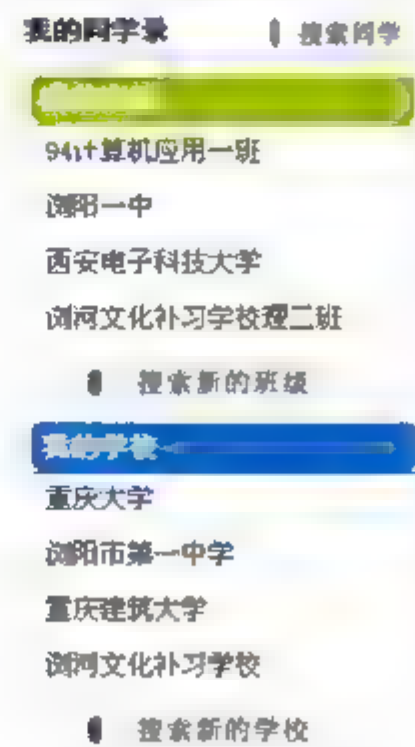 我的同学录 搜索同学
94计算机应用一班
浏阳一中
西安电子科技大学
浏河文化补习学校理二班
搜索新的班级
我的学校
重庆大学
浏阳市第一中学
重庆建筑大学
浏河文化补习学校
搜索新的学校